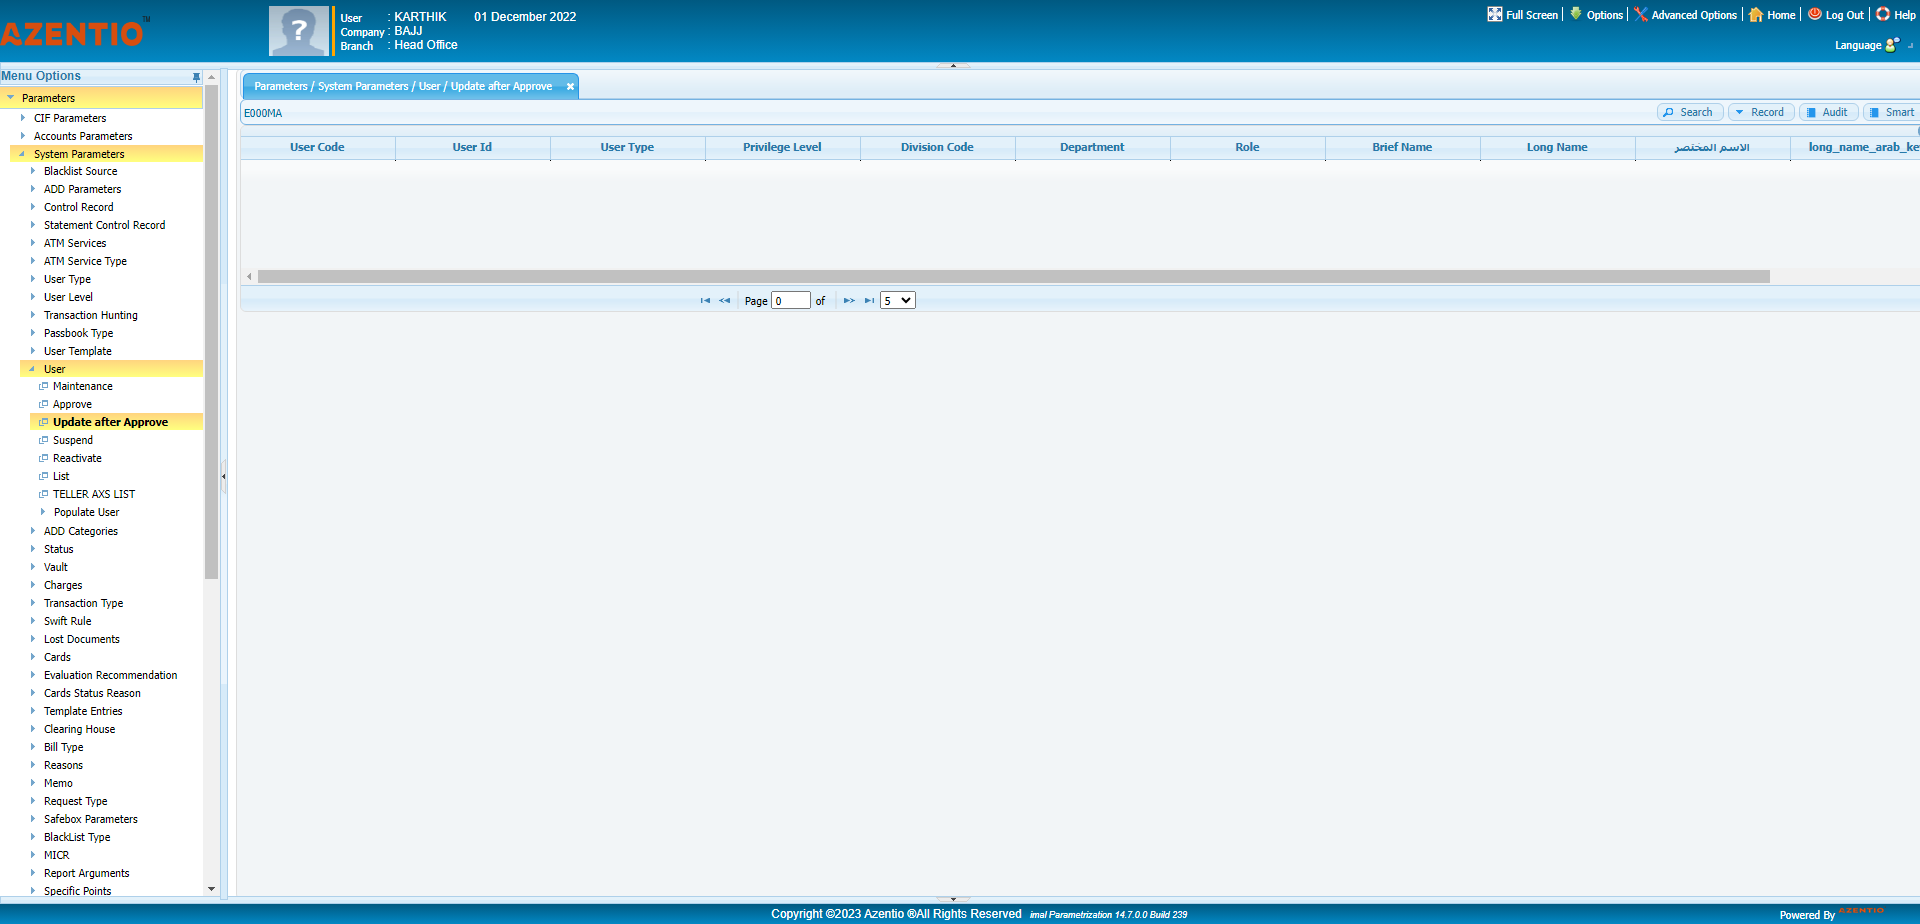 AZENTIO™
User : KARTHIK 01 December 2022
Company : BAJJ
Branch : Head Office
Full Screen Options Advanced Options Home Log Out Help
Language
Menu Options
Parameters
CIF Parameters
Accounts Parameters
System Parameters
Blacklist Source
ADD Parameters
Control Record
Statement Control Record
ATM Services
ATM Service Type
User Type
User Level
Transaction Hunting
Passbook Type
User Template
User
Maintenance
Approve
Update after Approve
Suspend
Reactivate
List
TELLER AXS LIST
Populate User
ADD Categories
Status
Vault
Charges
Transaction Type
Swift Rule
Lost Documents
Cards
Evaluation Recommendation
Cards Status Reason
Template Entries
Clearing House
Bill Type
Reasons
Memo
Request Type
Safebox Parameters
BlackList Type
MICR
Report Arguments
Specific Points
Parameters / System Parameters / User / Update after Approve
E000MA
Search Record Audit Smart
User Code User Id User Type Privilege Level Division Code Department Role Brief Name Long Name الاسم المختصر long_name_arab_ke
Page 0 of 5
Copyright ©2023 Azentio ®All Rights Reserved imal Parametrization 14.7.0.0 Build 239
Powered By AZENTIO